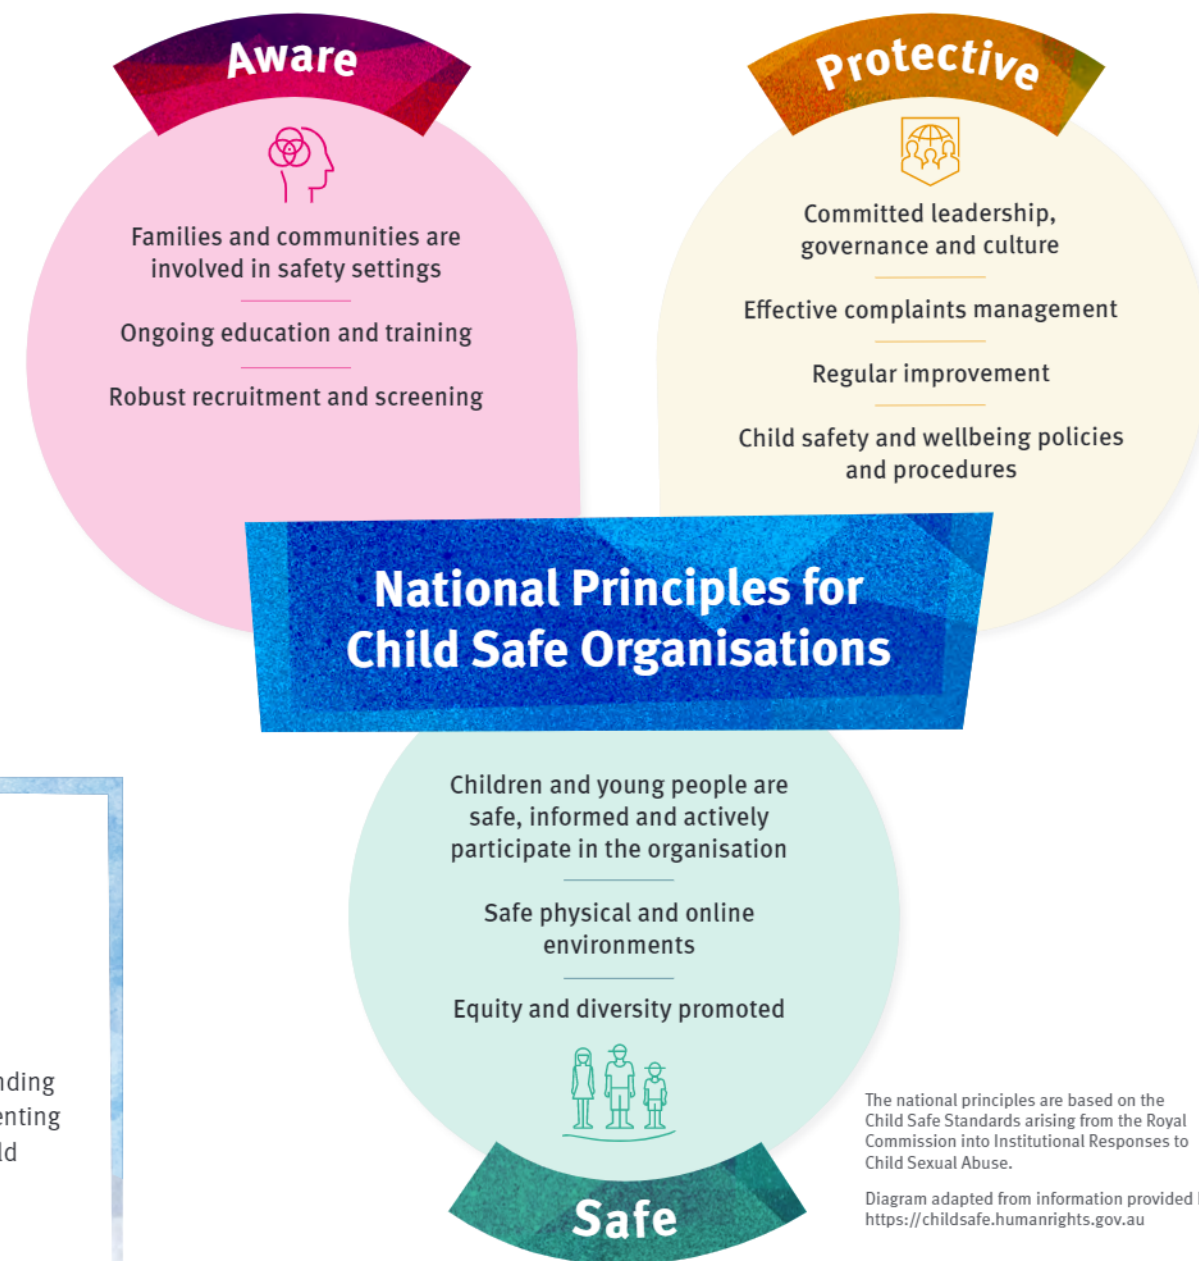 Aware
Families and communities are
involved in safety settings
Ongoing education and training
Robust recruitment and screening
Protective
Committed leadership,
governance and culture
Effective complaints management
Regular improvement
Child safety and wellbeing policies
and procedures
National Principles for
Child Safe Organisations
Children and young people are
safe, informed and actively
participate in the organisation
Safe physical and online
environments
Equity and diversity promoted
Safe
The national principles are based on the
Child Safe Standards arising from the Royal
Commission into Institutional Responses to
Child Sexual Abuse.
Diagram adapted from information provided
https://childsafe.humanrights.gov.au